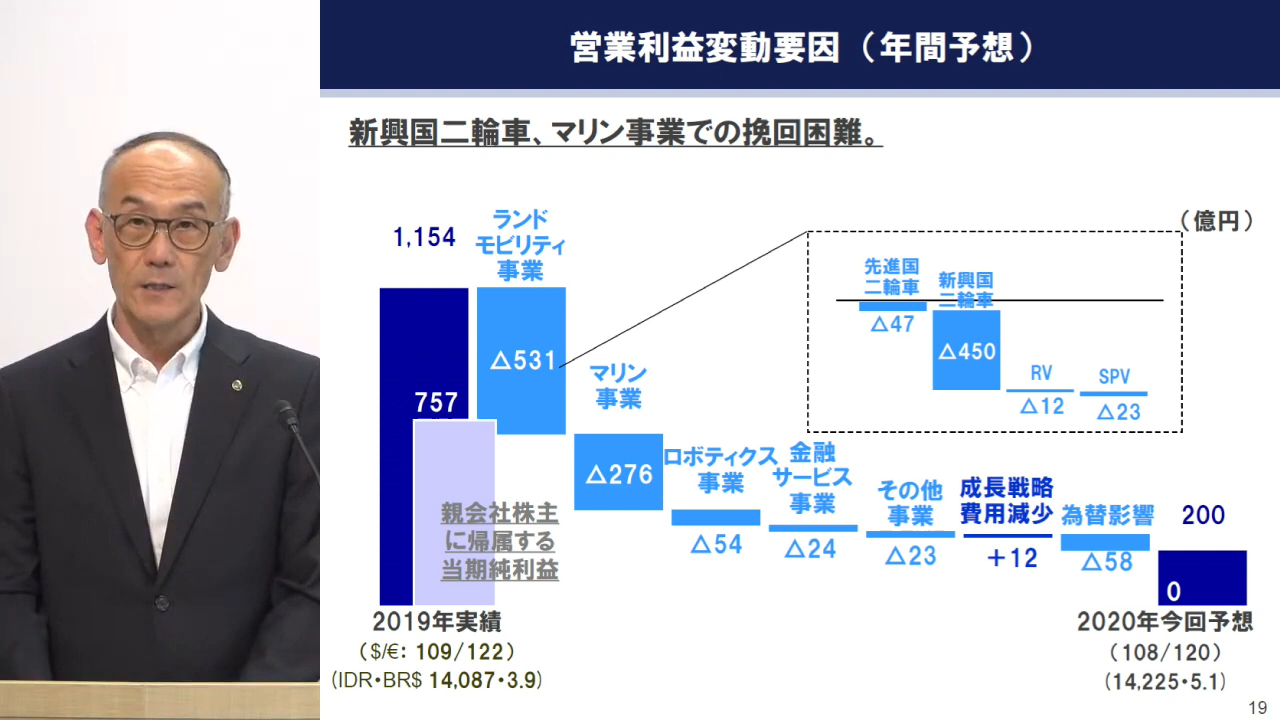 営業利益変動要因（年間予想）
新興国二輪車、マリン事業での挽回困難。
（億円）
1,154
757
親会社株主
に帰属する
当期純利益
2019年実績
（$/€： 109/122）
(IDR・BR$ 14,087・3.9)
ランド
モビリティ
事業
△531
マリン
事業
△276
ロボティクス
事業
△54
金融
サービス
事業
△24
その他
事業
△23
成長戦略
費用減少
＋12
為替影響
△58
200
0
2020年今回予想
（108/120）
(14,225・5.1)
先進国
二輪車
△47
新興国
二輪車
△450
RV
△12
SPV
△23
19